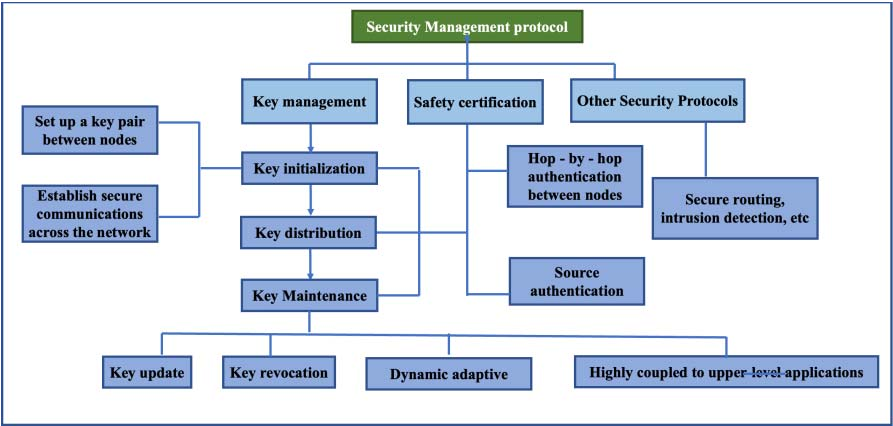 Security Management protocol
Key management
Safety certification
Other Security Protocols
Set up a key pair
between nodes
Key initialization
Hop - by - hop
authentication
between nodes
Establish secure
communications
across the network
Secure routing,
intrusion detection, etc
Key distribution
Source
authentication
Key Maintenance
Key update
Key revocation
Dynamic adaptive
Highly coupled to upper level applications